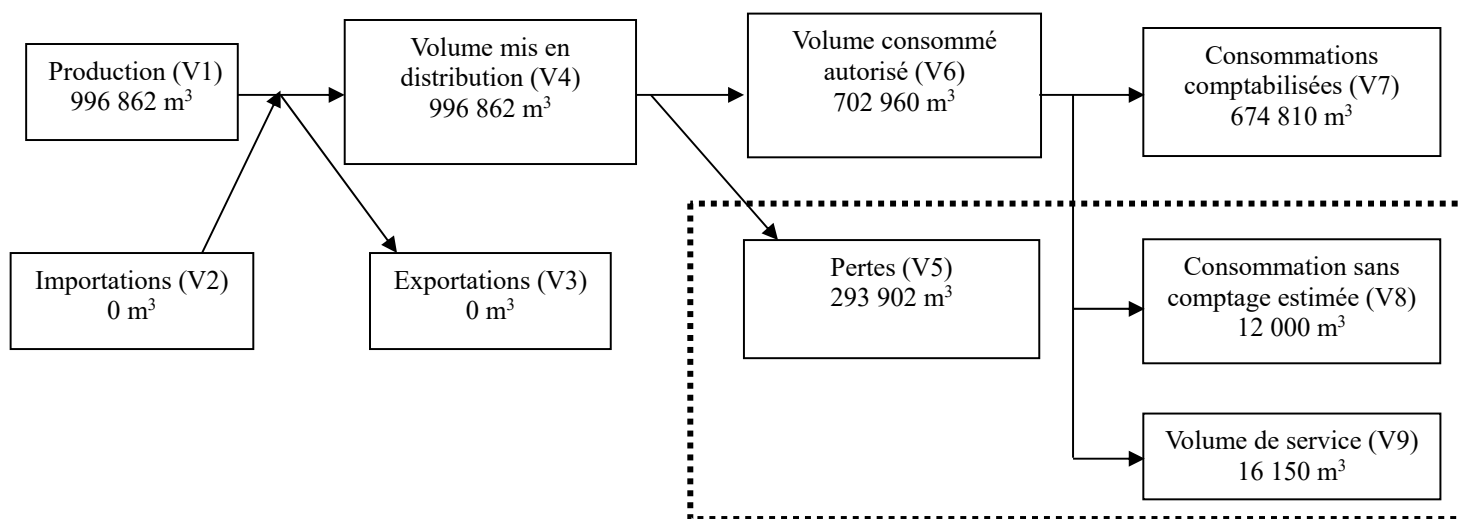 Production (V1)
996 862 m³
Volume mis en
distribution (V4)
996 862 m³
Volume consommé
autorisé (V6)
702 960 m³
Consommations
comptabilisées (V7)
674 810 m³
Importations (V2)
0 m³
Exportations (V3)
0 m³
Pertes (V5)
293 902 m³
Consommation sans
comptage estimée (V8)
12 000 m³
Volume de service (V9)
16 150 m³